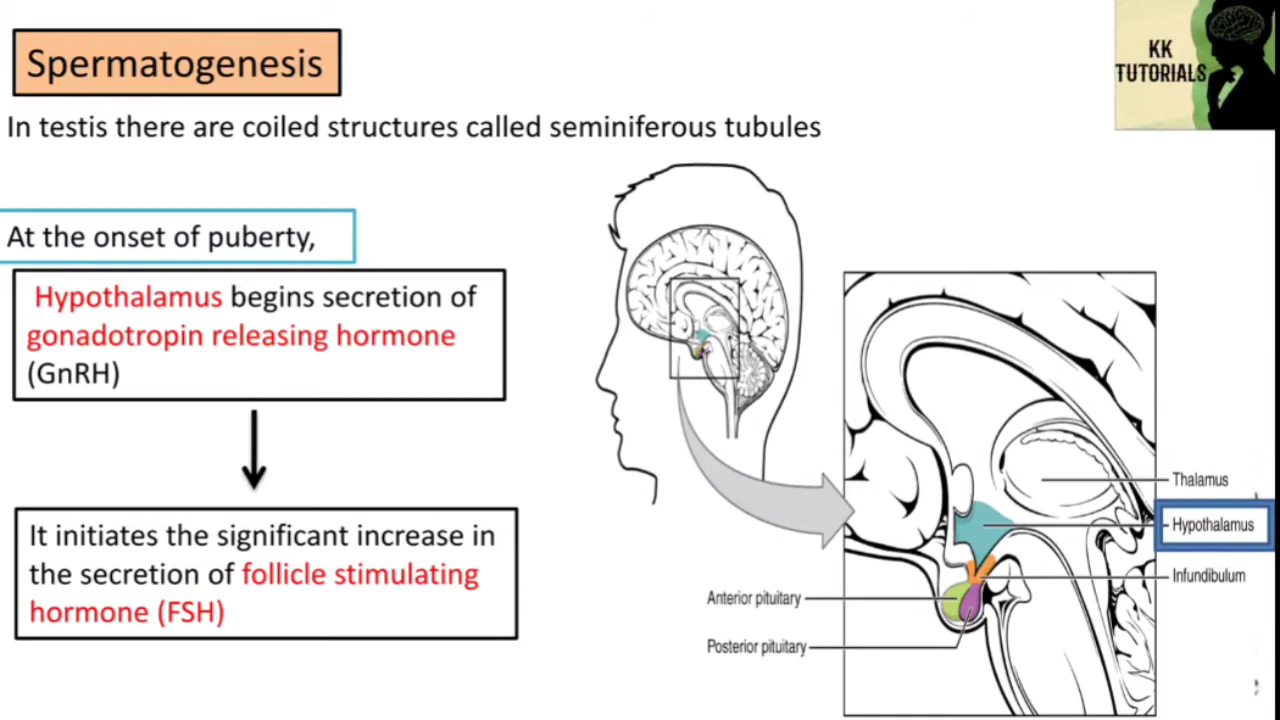 Spermatogenesis
KK
TUTORIALS
In testis there are coiled structures called seminiferous tubules
At the onset of puberty,
Hypothalamus begins secretion of
gonadotropin releasing hormone
(GnRH)
It initiates the significant increase in
the secretion of follicle stimulating
hormone (FSH)
Thalamus
Hypothalamus
Infundibulum
Anterior pituitary
Posterior pituitary